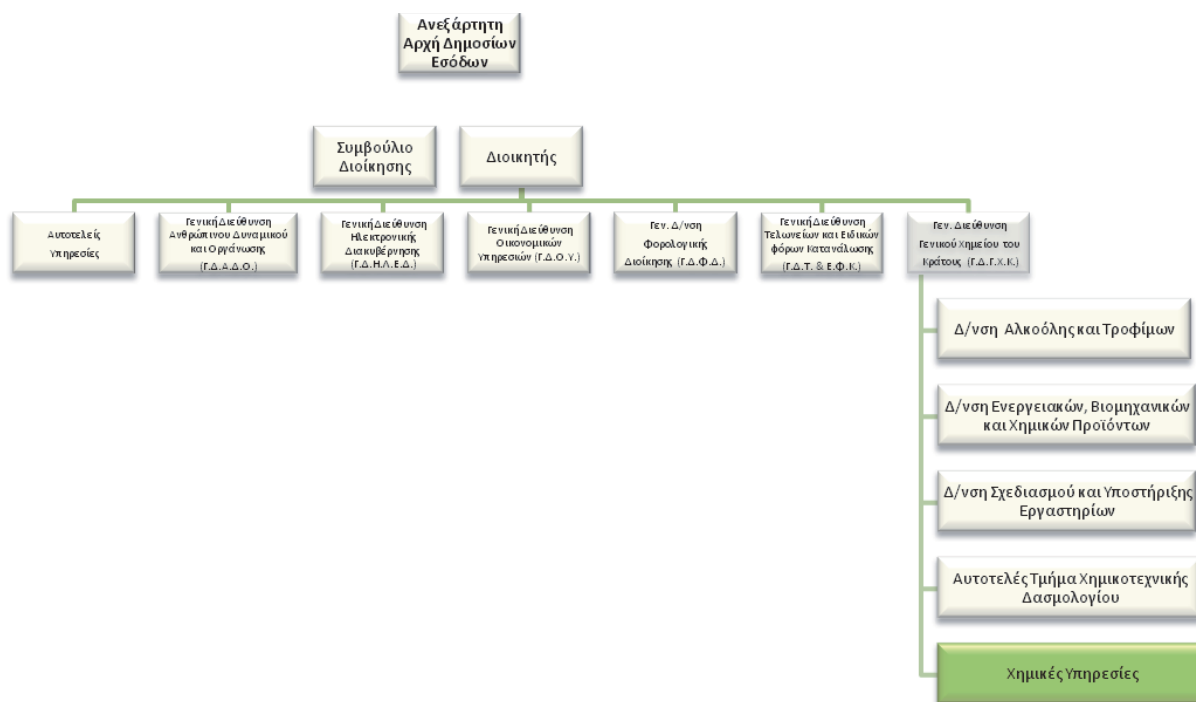 Ανεξάρτητη
Αρχή Δημοσίων
Εσόδων
Συμβούλιο
Διοίκησης
Διοικητής
Αυτοτελείς
Υπηρεσίες
Γενική Διεύθυνση
Ανθρώπινου Δυναμικού
και Οργάνωσης
(Γ.Δ.Α.Δ.Ο.)
Γενική Διεύθυνση
Ηλεκτρονικής
Διακυβέρνησης
(Γ.Δ.Η.Λ.Ε.Δ.)
Γενική Διεύθυνση
Οικονομικών
Υπηρεσιών (Γ.Δ.Ο.Υ.)
Γεν. Δ/νση
Φορολογικής
Διοίκησης (Γ.Δ.Φ.Δ.)
Γενική Διεύθυνση
Τελωνείων και Ειδικών
φόρων Κατανάλωσης
(Γ.Δ.Τ. & Ε.Φ.Κ.)
Γεν. Διεύθυνση
Γενικού Χημείου του
Κράτους (Γ.Δ.Γ.Χ.Κ.)
Δ/νση Αλκοόλης και Τροφίμων
Δ/νση Ενεργειακών, Βιομηχανικών
και Χημικών Προϊόντων
Δ/νση Σχεδιασμού και Υποστήριξης
Εργαστηρίων
Αυτοτελές Τμήμα Χημικοτεχνικής
Δασμολογίου
Χημικές Υπηρεσίες